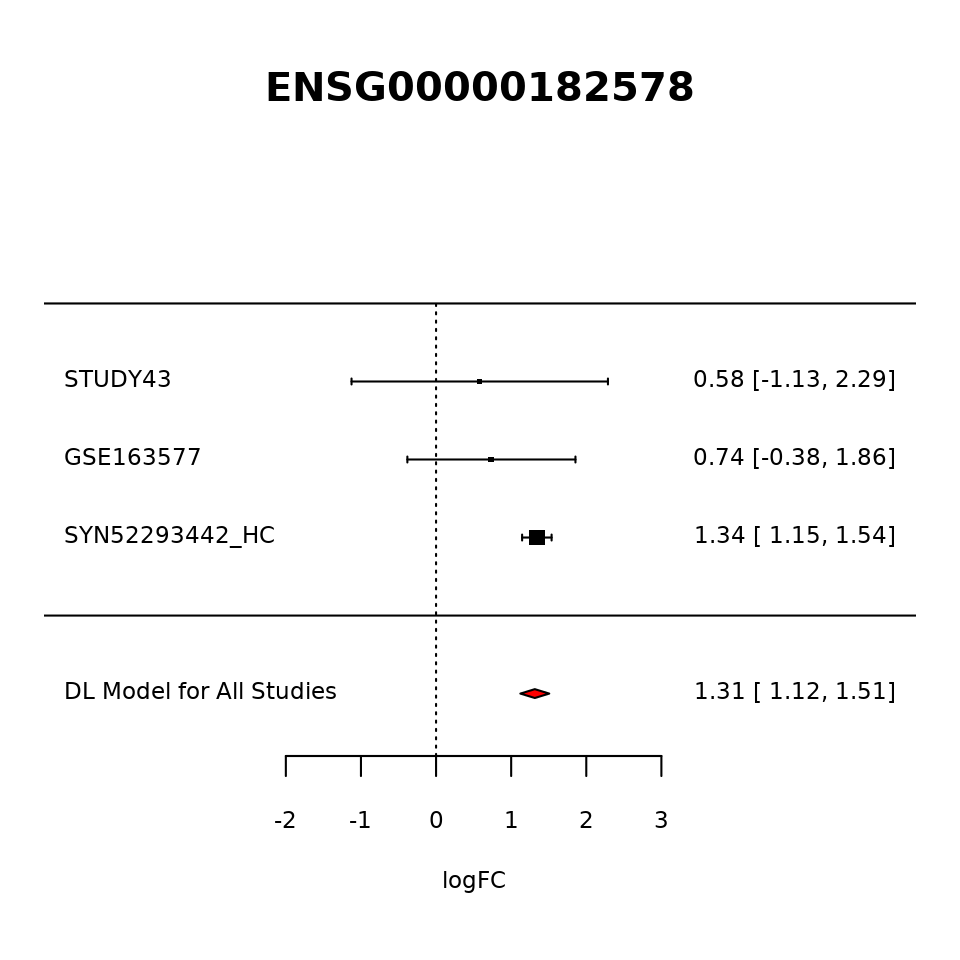 ENSG00000182578
STUDY43 0.58 [-1.13, 2.29]
GSE163577 0.74 [-0.38, 1.86]
SYN52293442_HC 1.34 [ 1.15, 1.54]
DL Model for All Studies 1.31 [ 1.12, 1.51]
-2 -1 0 1 2 3
logFC